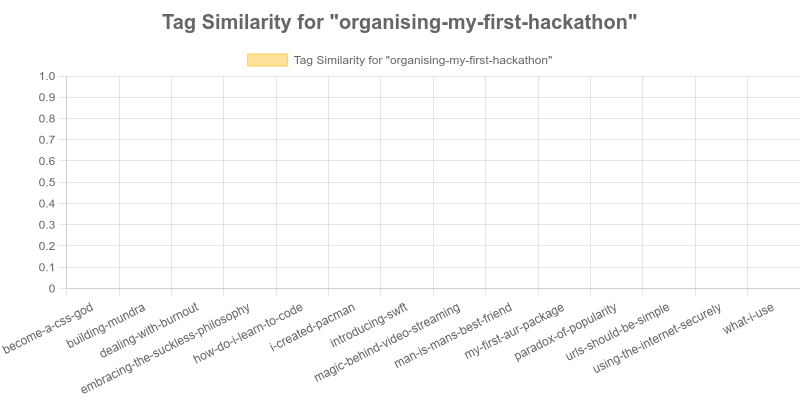 Tag Similarity for "organising-my-first-hackathon"
Tag Similarity for "organising-my-first-hackathon"
1.0
0.9
0.8
0.7
0.6
0.5
0.4
0.3
0.2
0.1
0
become-a-css-god
building-mundra
dealing-with-burnout
embracing-the-suckless-philosophy
how-do-i-learn-to-code
i-created-pacman
introducing-swft
magic-behind-video-streaming
man-is-mans-best-friend
my-first-aur-package
paradox-of-popularity
urls-should-be-simple
using-the-internet-securely
what-i-use